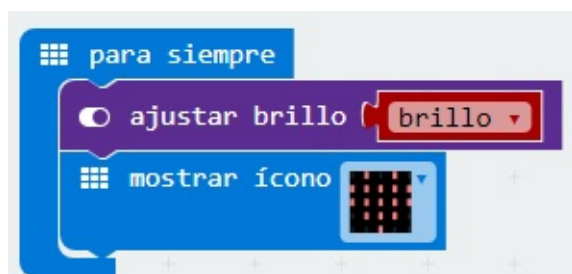 para siempre
ajustar brillo brillo
mostrar ícono